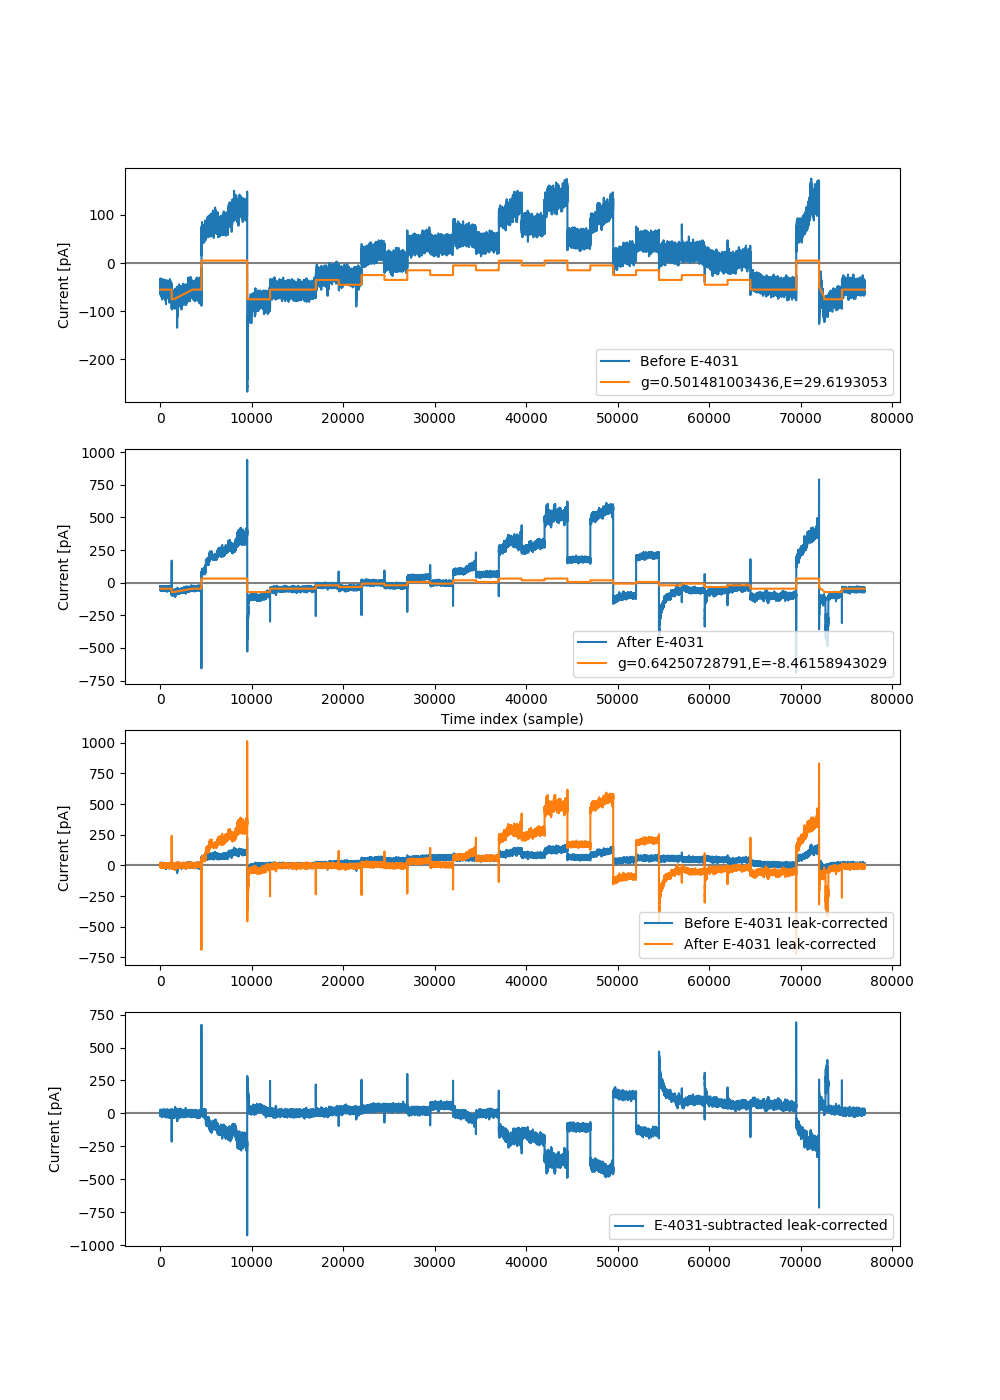 100
0
−100
−200
Current [pA]
Before E-4031
g=0.501481003436,E=29.6193053
0 10000 20000 30000 40000 50000 60000 70000 80000
1000
750
500
250
0
−250
−500
−750
Current [pA]
After E-4031
g=0.64250728791,E=-8.46158943029
0 10000 20000 30000 40000 50000 60000 70000 80000
Time index (sample)
1000
750
500
250
0
−250
−500
−750
Current [pA]
Before E-4031 leak-corrected
After E-4031 leak-corrected
0 10000 20000 30000 40000 50000 60000 70000 80000
750
500
250
0
−250
−500
−750
−1000
Current [pA]
E-4031-subtracted leak-corrected
0 10000 20000 30000 40000 50000 60000 70000 80000